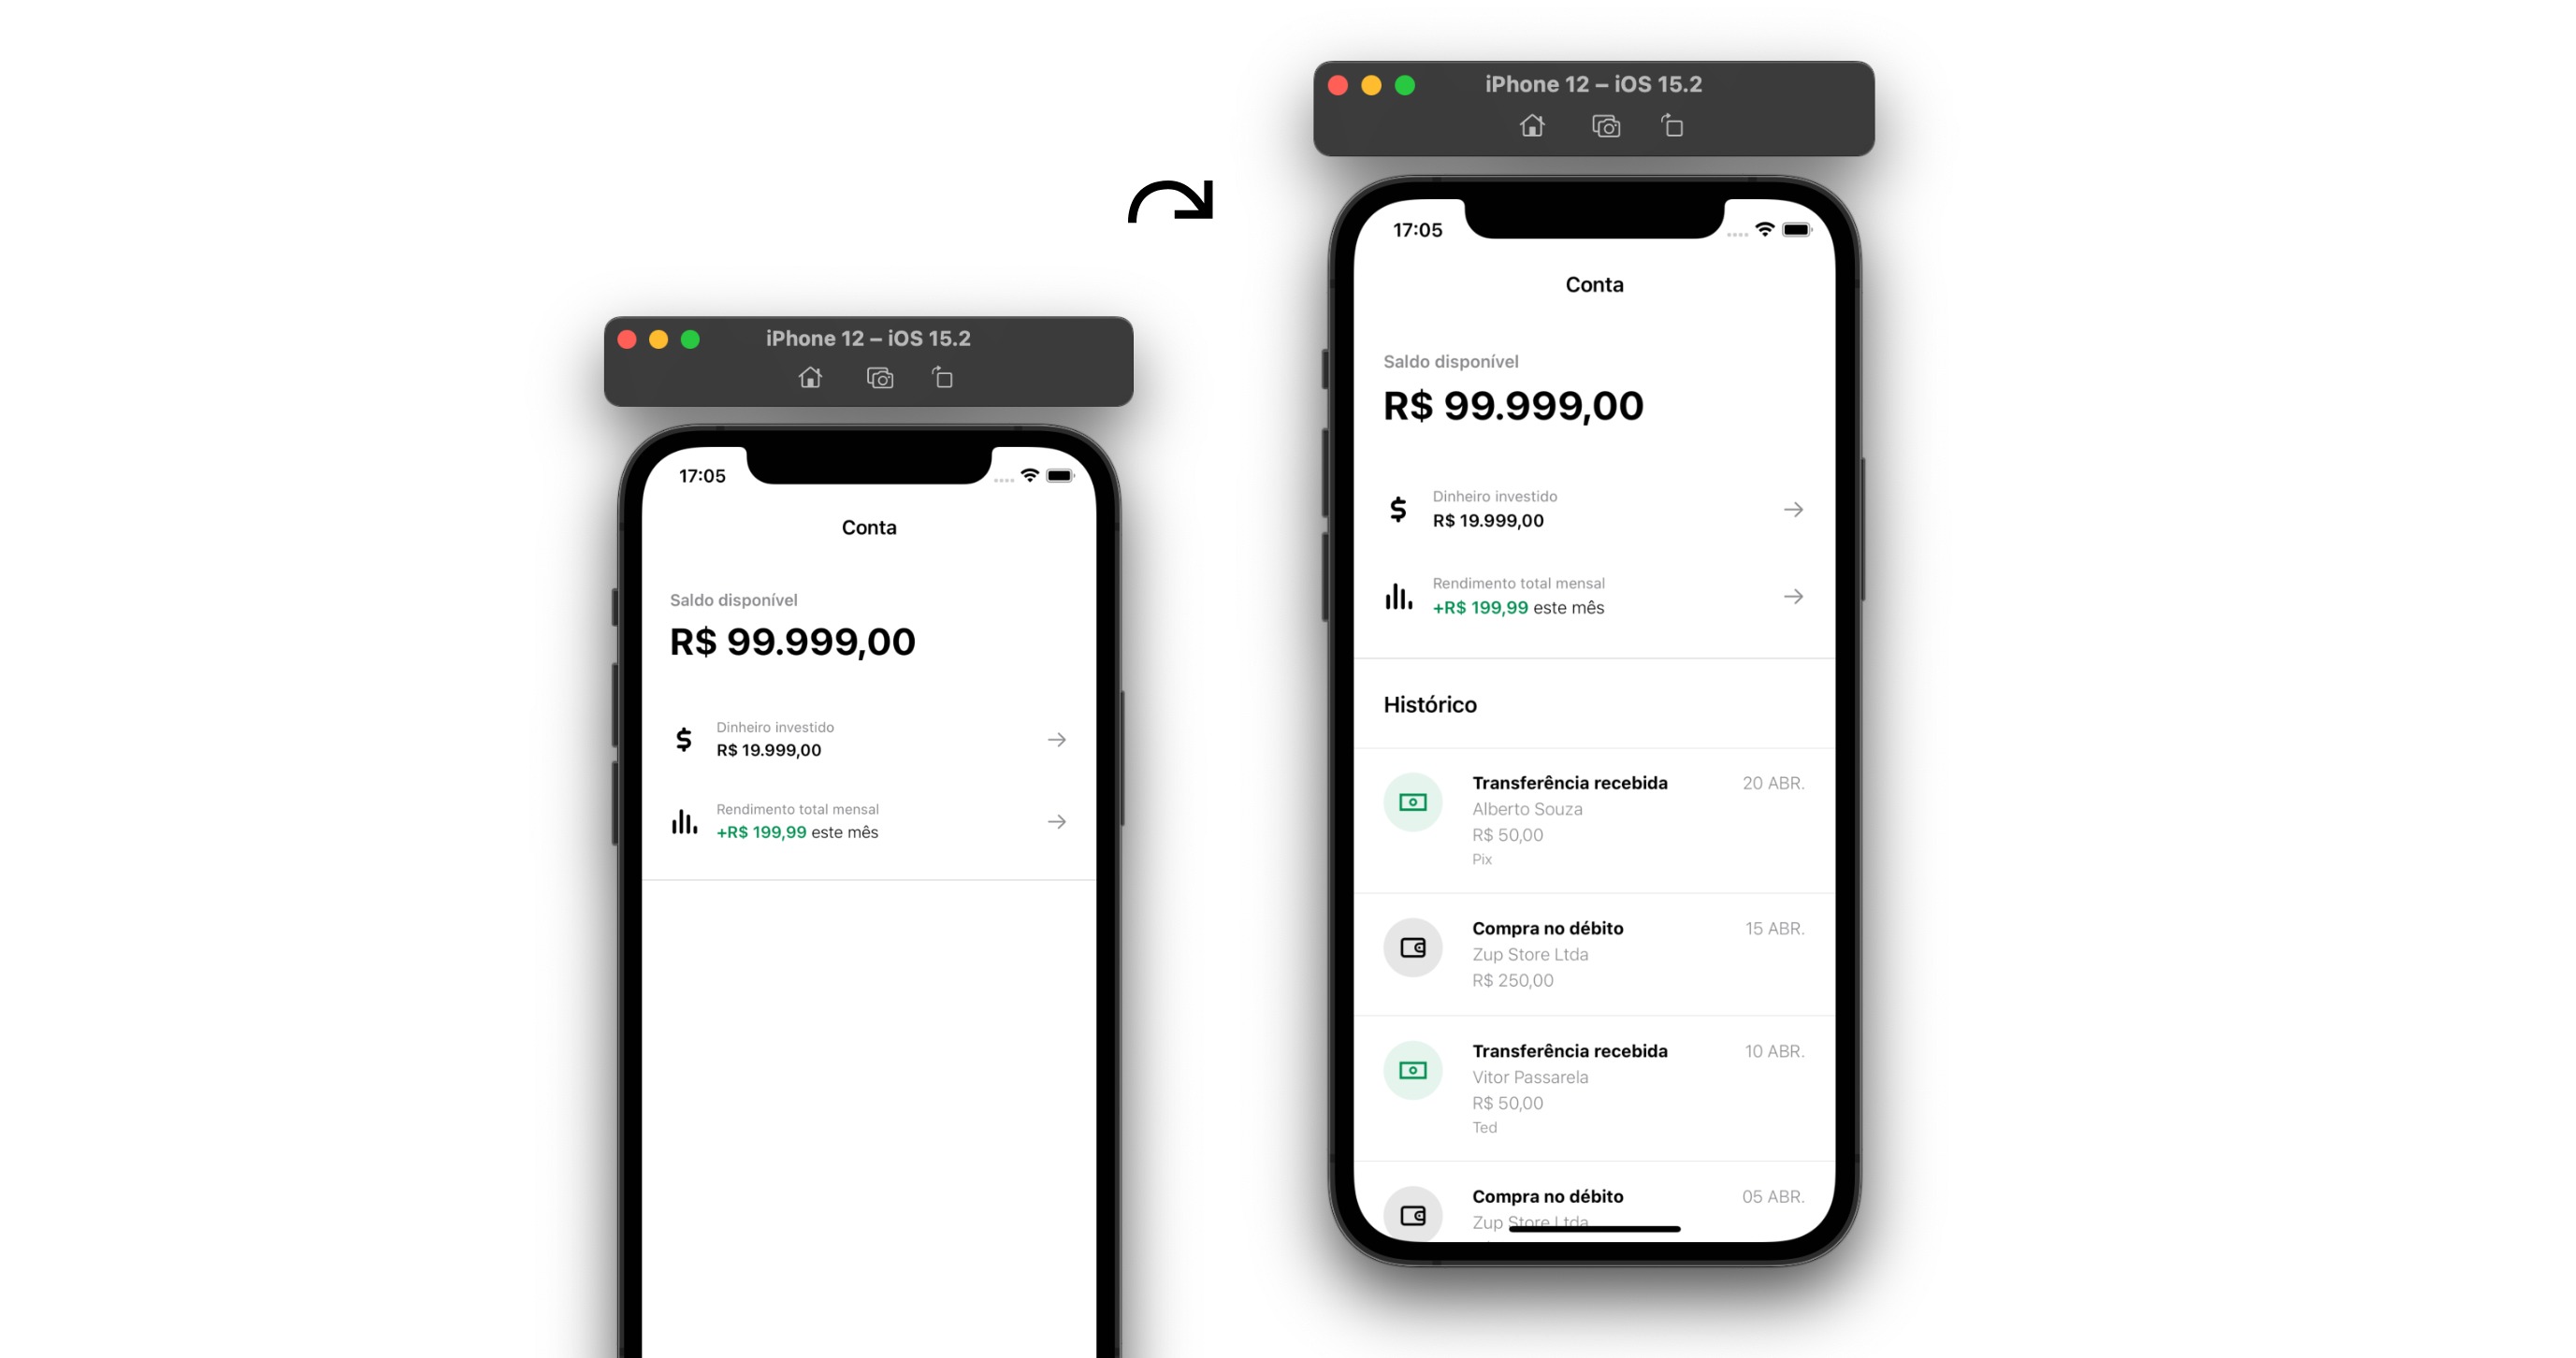 iPhone 12 – iOS 15.2
17:05
Conta
Saldo disponível
R$ 99.999,00
Dinheiro investido
R$ 19.999,00
Rendimento total mensal
+R$ 199,99 este mês
iPhone 12 – iOS 15.2
17:05
Conta
Saldo disponível
R$ 99.999,00
Dinheiro investido
R$ 19.999,00
Rendimento total mensal
+R$ 199,99 este mês
Histórico
Transferência recebida 20 ABR.
Alberto Souza
R$ 50,00
Pix
Compra no débito 15 ABR.
Zup Store Ltda
R$ 250,00
Transferência recebida 10 ABR.
Vitor Passarela
R$ 50,00
Ted
Compra no débito 05 ABR.
Zup Store Ltda